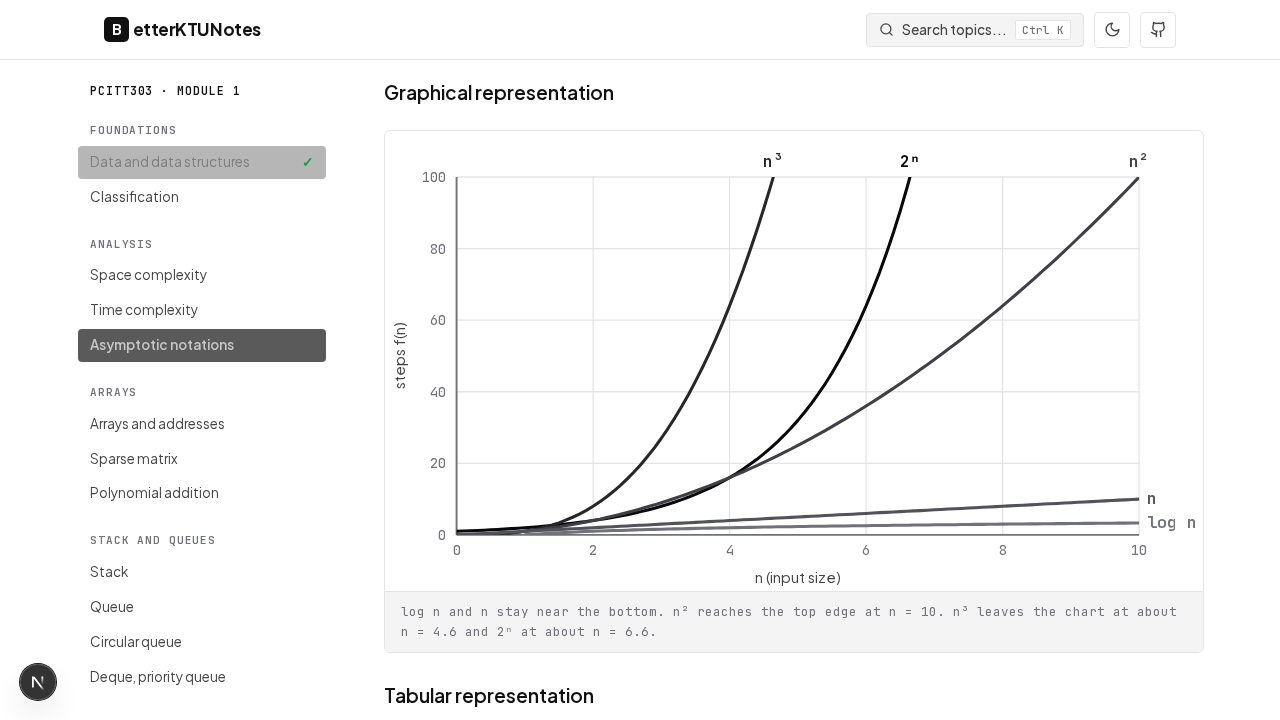 B etterKTUNotes
Search topics... Ctrl K
PCITT303 · MODULE 1
FOUNDATIONS
Data and data structures ✓
Classification
ANALYSIS
Space complexity
Time complexity
Asymptotic notations
ARRAYS
Arrays and addresses
Sparse matrix
Polynomial addition
STACK AND QUEUES
Stack
Queue
Circular queue
Deque, priority queue
N
Graphical representation
n³ 2ⁿ n²
100
80
60
40
20
0
steps f(n)
n
log n
0 2 4 6 8 10
n (input size)
log n and n stay near the bottom. n² reaches the top edge at n = 10. n³ leaves the chart at about
n = 4.6 and 2ⁿ at about n = 6.6.
Tabular representation